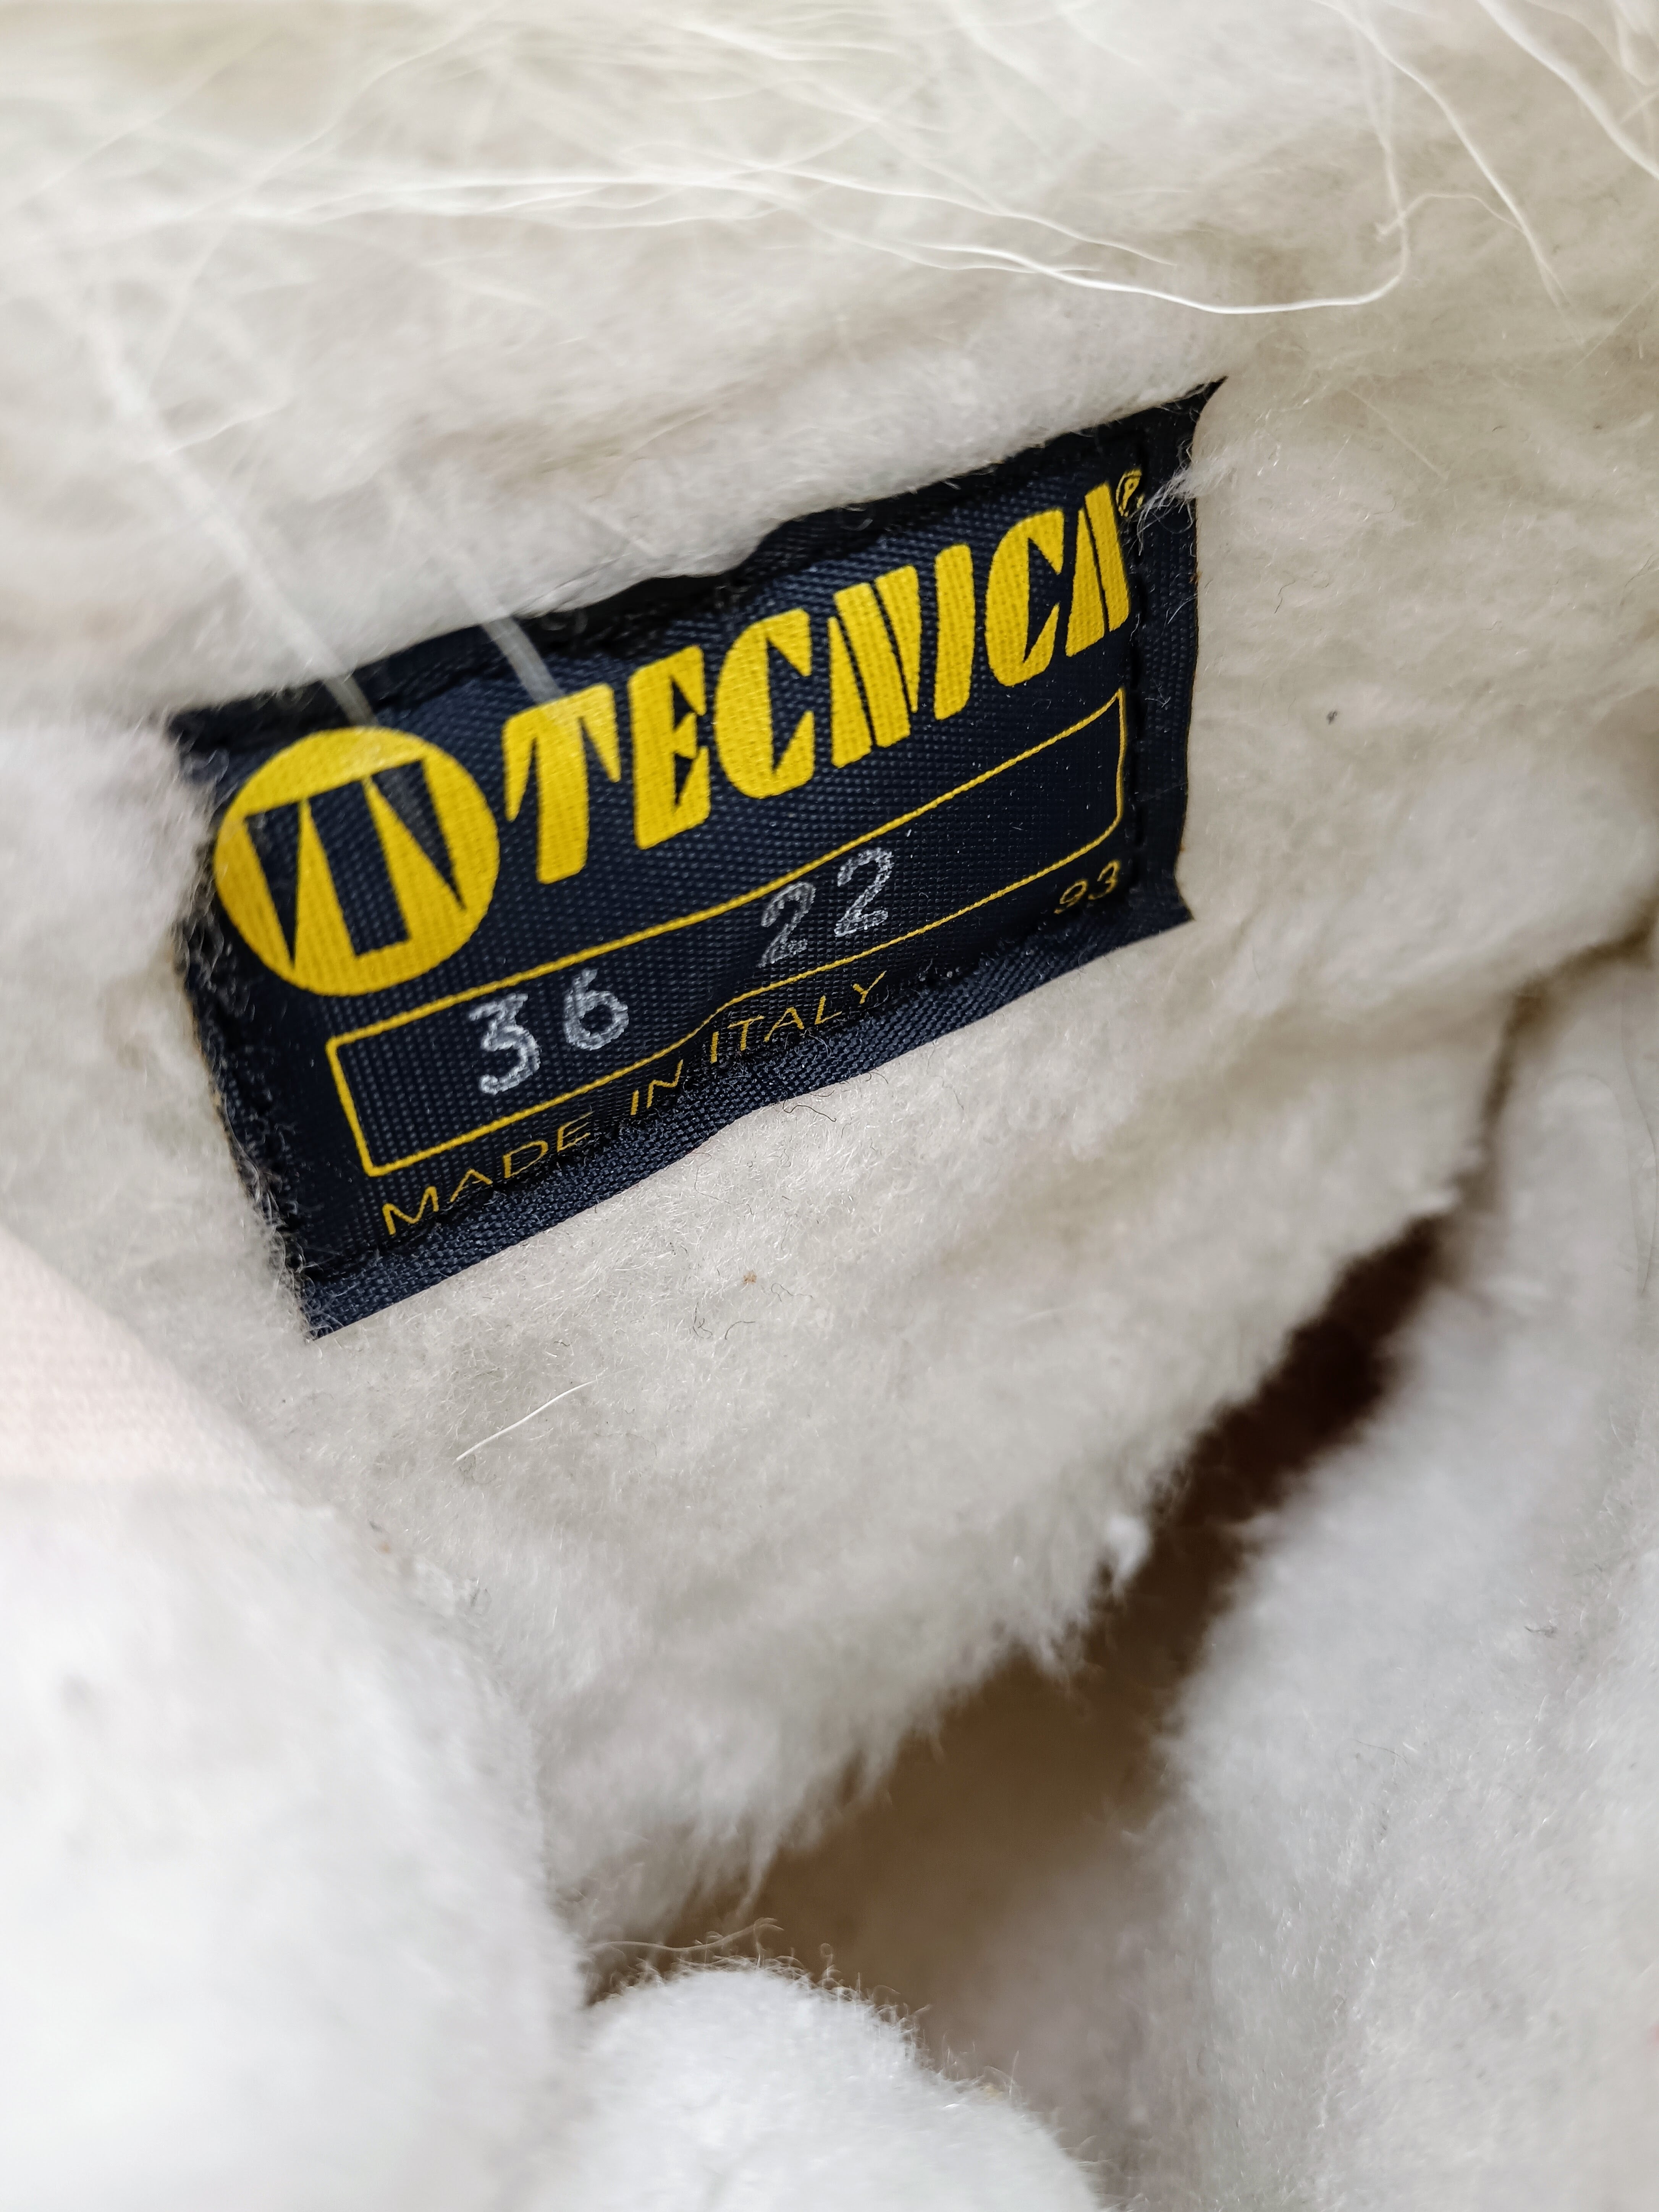 T TECNICA®
36 22
MADE IN ITALY 93